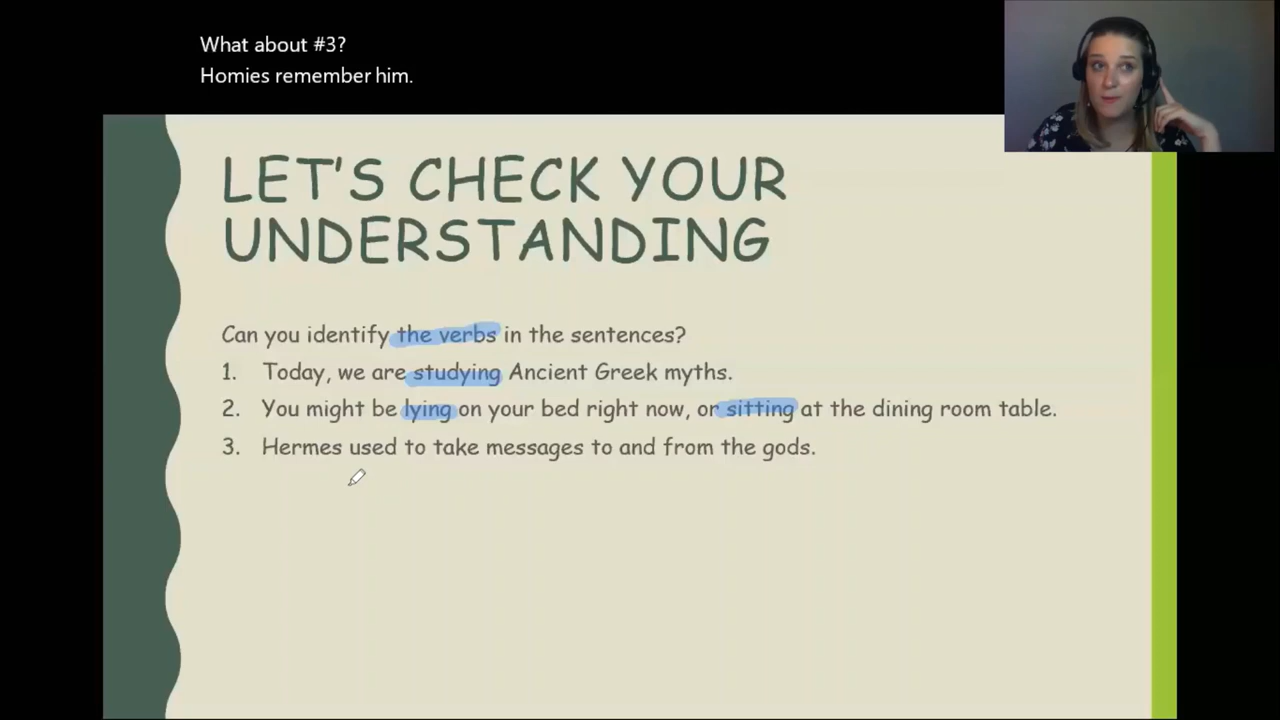 What about #3?
Homies remember him.
LET'S CHECK YOUR
UNDERSTANDING
Can you identify the verbs in the sentences?
1. Today, we are studying Ancient Greek myths.
2. You might be lying on your bed right now, or sitting at the dining room table.
3. Hermes used to take messages to and from the gods.